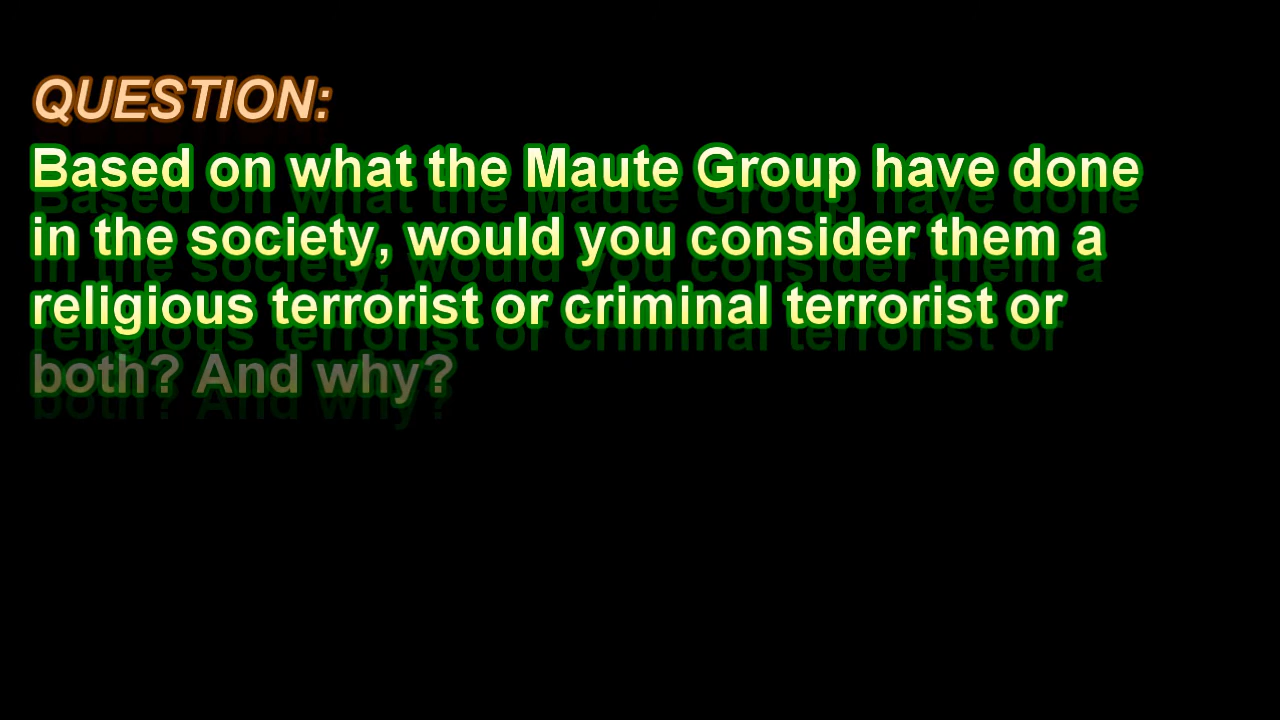 QUESTION:
Based on what the Maute Group have done
in the society, would you consider them a
religious terrorist or criminal terrorist or
both? And why?